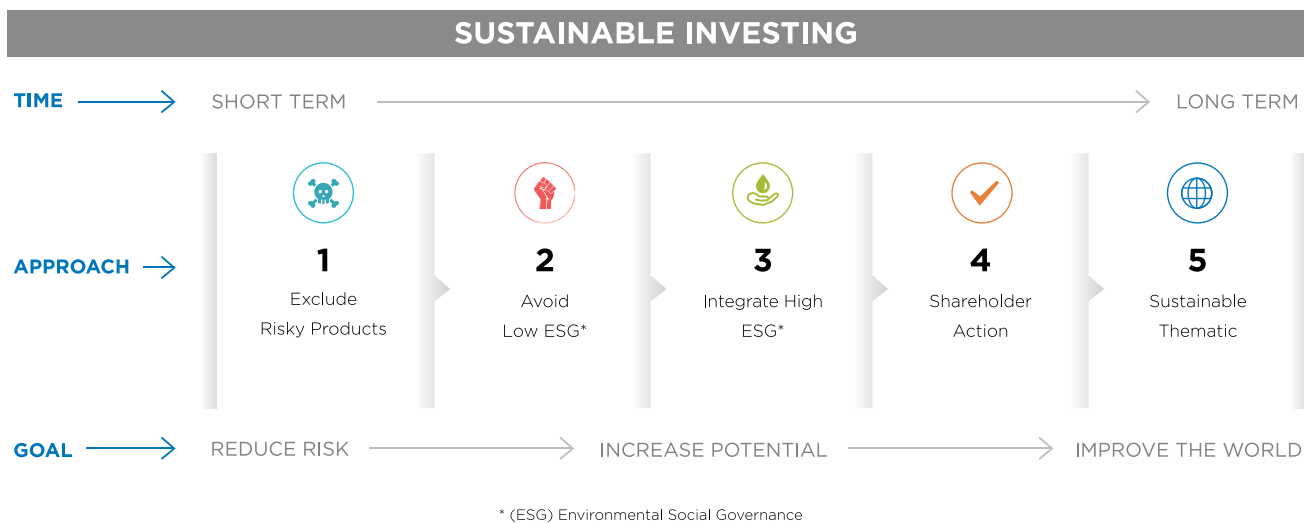 SUSTAINABLE INVESTING
TIME
SHORT TERM
LONG TERM
APPROACH
1
Exclude
Risky Products
2
Avoid
Low ESG*
3
Integrate High
ESG*
4
Shareholder
Action
5
Sustainable
Thematic
GOAL
REDUCE RISK
INCREASE POTENTIAL
IMPROVE THE WORLD
* (ESG) Environmental Social Governance